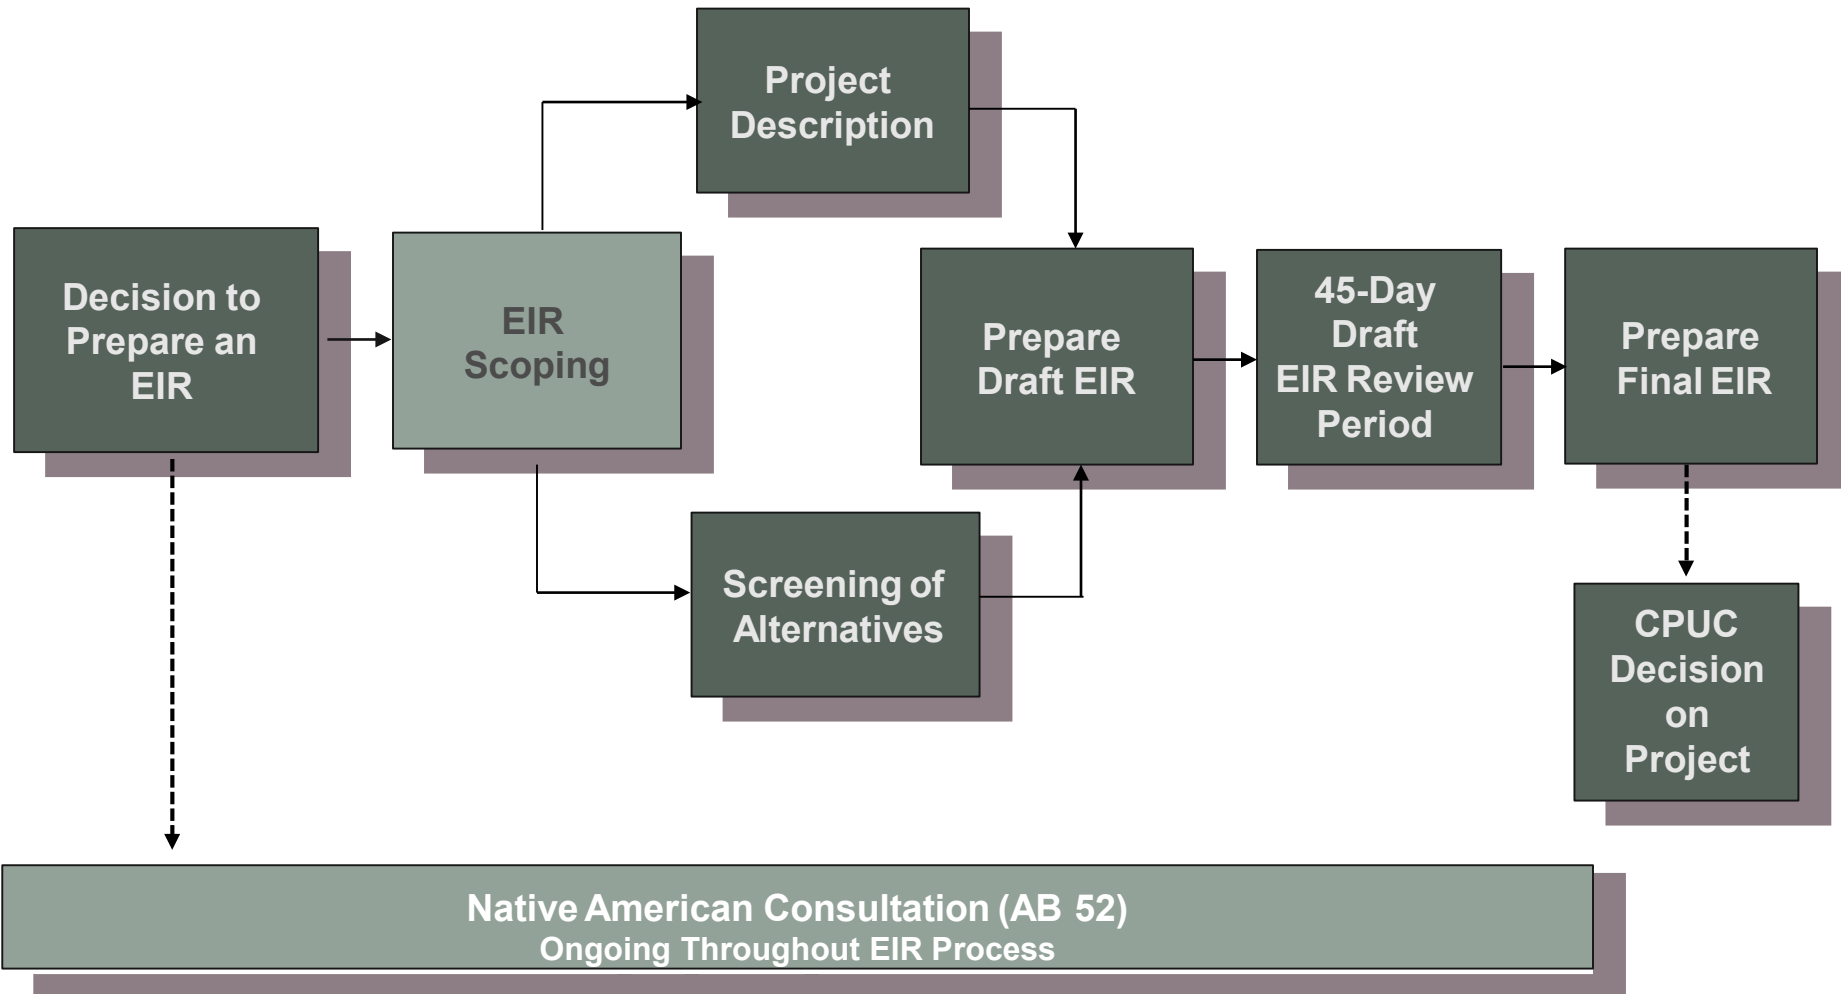 Project
Description
Decision to
Prepare an
EIR
EIR
Scoping
Prepare
Draft EIR
45-Day
Draft
EIR Review
Period
Prepare
Final EIR
Screening of
Alternatives
CPUC
Decision
on
Project
Native American Consultation (AB 52)
Ongoing Throughout EIR Process